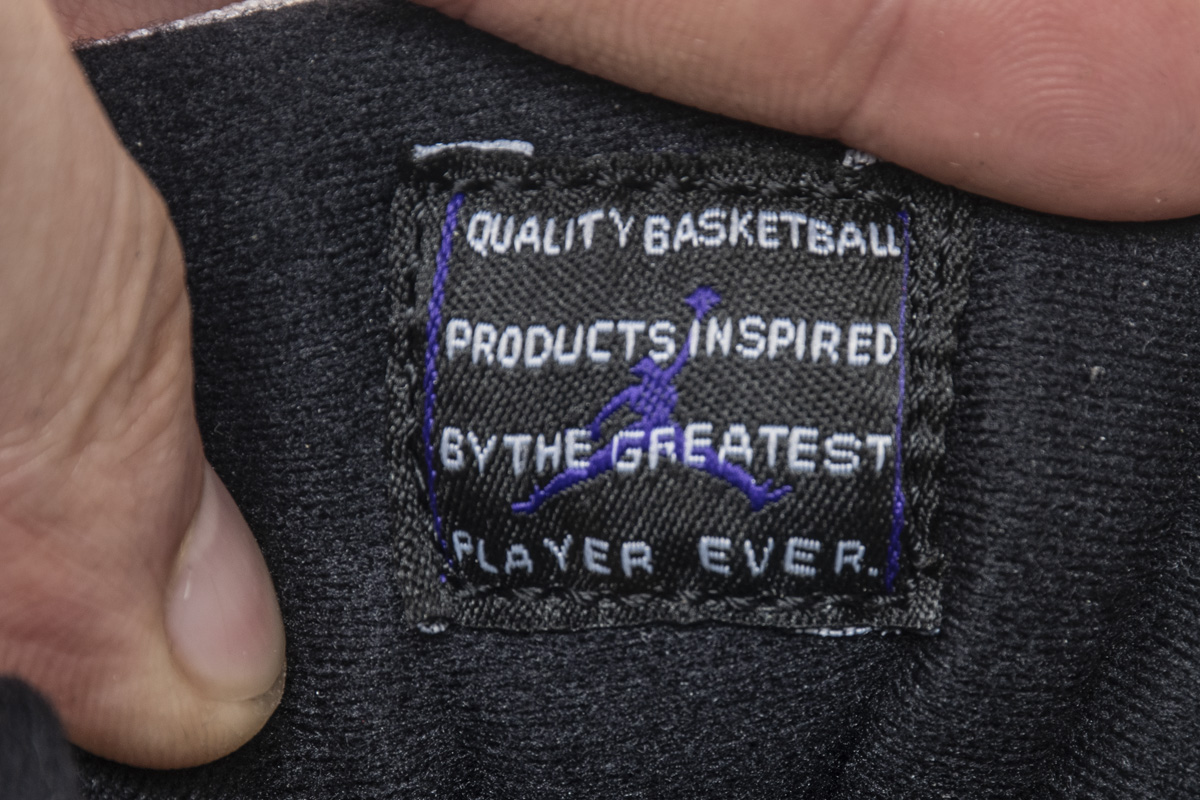 QUALITY BASKETBALL
PRODUCTS INSPIRED
BY THE GREATEST
PLAYER EVER.